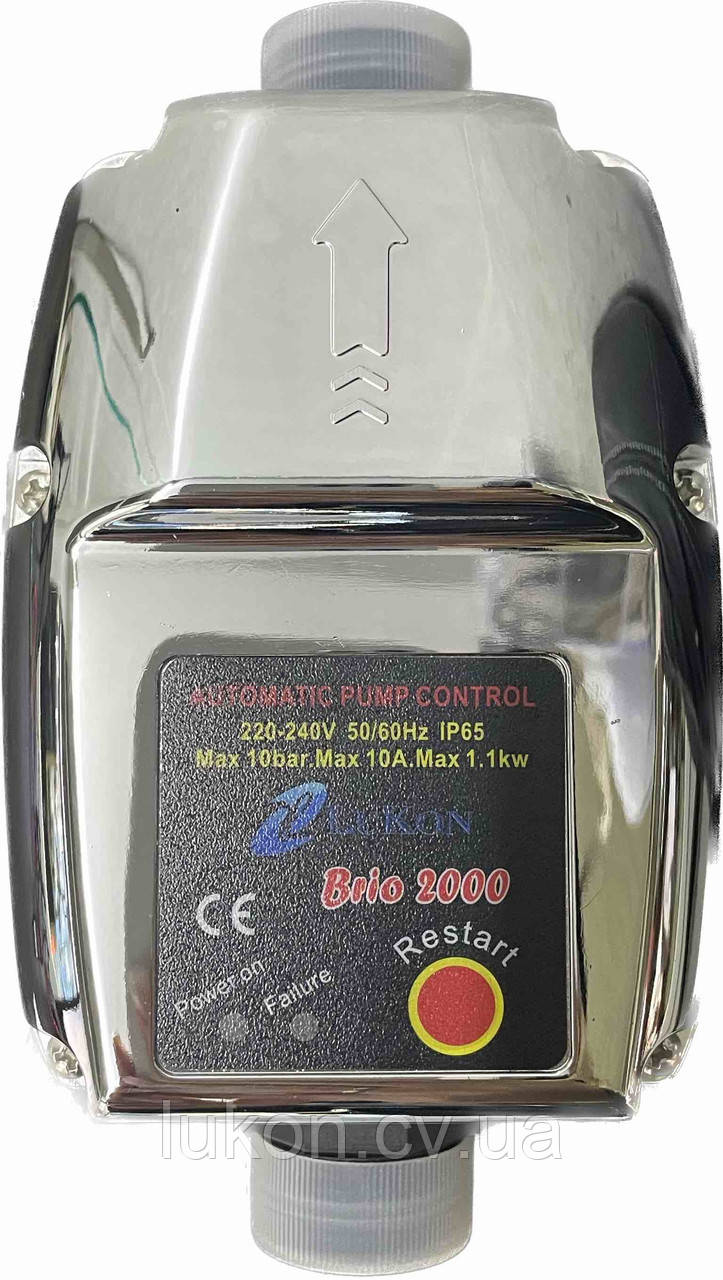 AUTOMATIC PUMP CONTROL
220-240V 50/60Hz IP65
Max 10bar.Max 10A.Max 1.1kw
LUKON
Brio 2000
CE
Restart
Power on
Failure
lukon.cv.ua